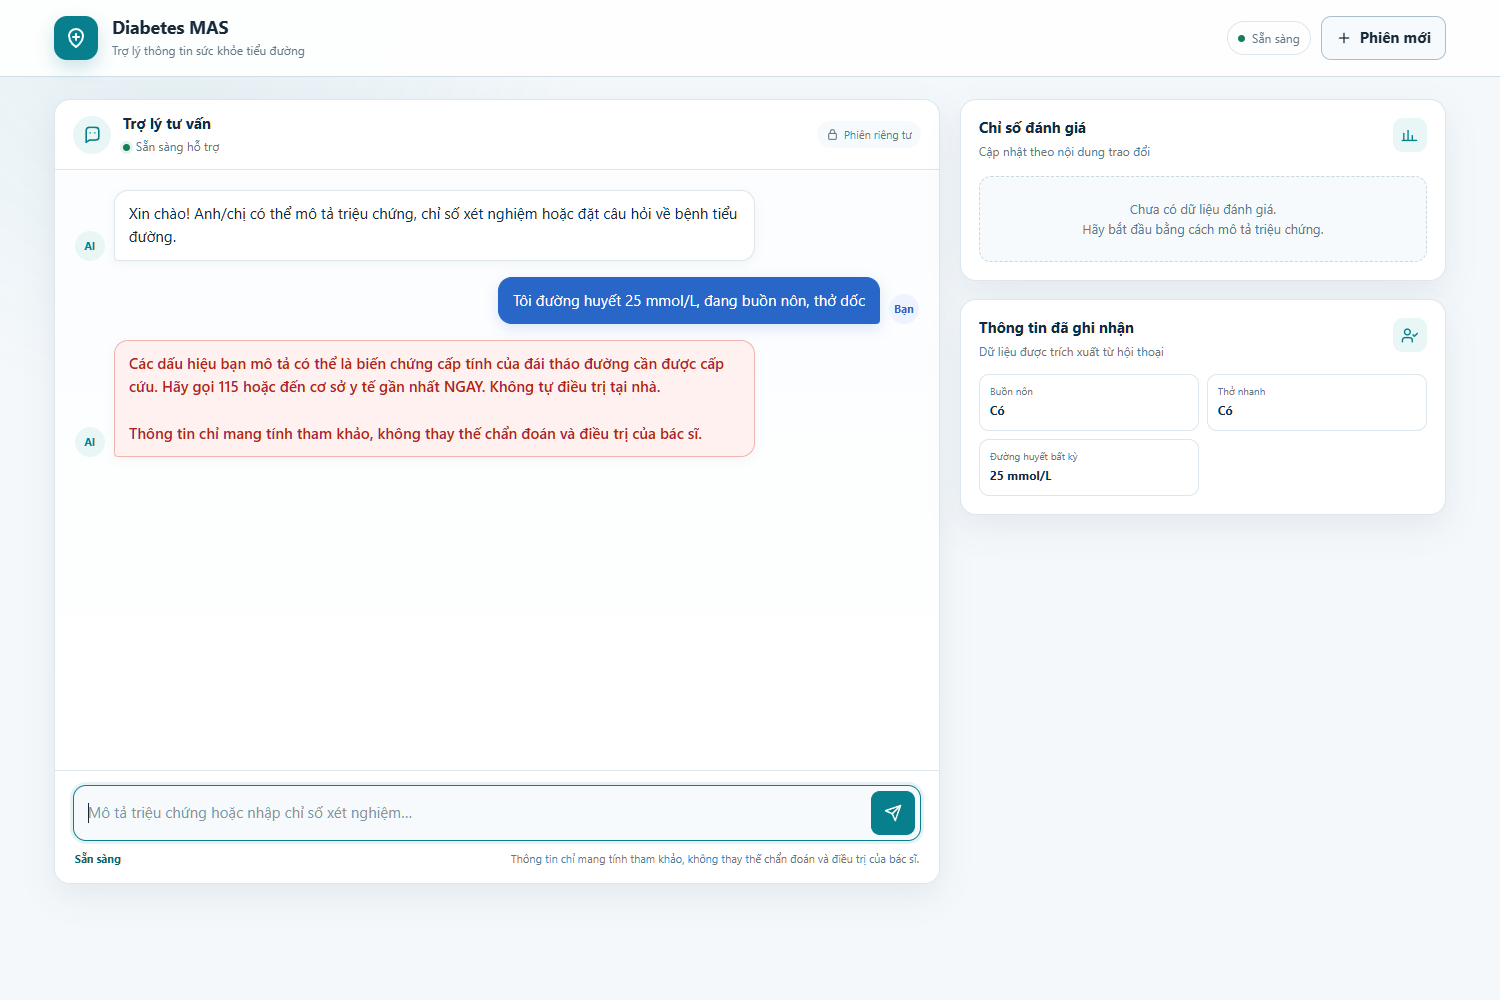 Diabetes MAS
Trợ lý thông tin sức khỏe tiểu đường
Sẵn sàng
Phiên mới
Trợ lý tư vấn
Sẵn sàng hỗ trợ
Phiên riêng tư
AI
Xin chào! Anh/chị có thể mô tả triệu chứng, chỉ số xét nghiệm hoặc đặt câu hỏi về bệnh tiểu
đường.
Tôi đường huyết 25 mmol/L, đang buồn nôn, thở dốc
Bạn
AI
Các dấu hiệu bạn mô tả có thể là biến chứng cấp tính của đái tháo đường cần được cấp
cứu. Hãy gọi 115 hoặc đến cơ sở y tế gần nhất NGAY. Không tự điều trị tại nhà.
Thông tin chỉ mang tính tham khảo, không thay thế chẩn đoán và điều trị của bác sĩ.
Mô tả triệu chứng hoặc nhập chỉ số xét nghiệm...
Sẵn sàng
Thông tin chỉ mang tính tham khảo, không thay thế chẩn đoán và điều trị của bác sĩ.
Chỉ số đánh giá
Cập nhật theo nội dung trao đổi
Chưa có dữ liệu đánh giá.
Hãy bắt đầu bằng cách mô tả triệu chứng.
Thông tin đã ghi nhận
Dữ liệu được trích xuất từ hội thoại
Buồn nôn
Có
Thở nhanh
Có
Đường huyết bất kỳ
25 mmol/L